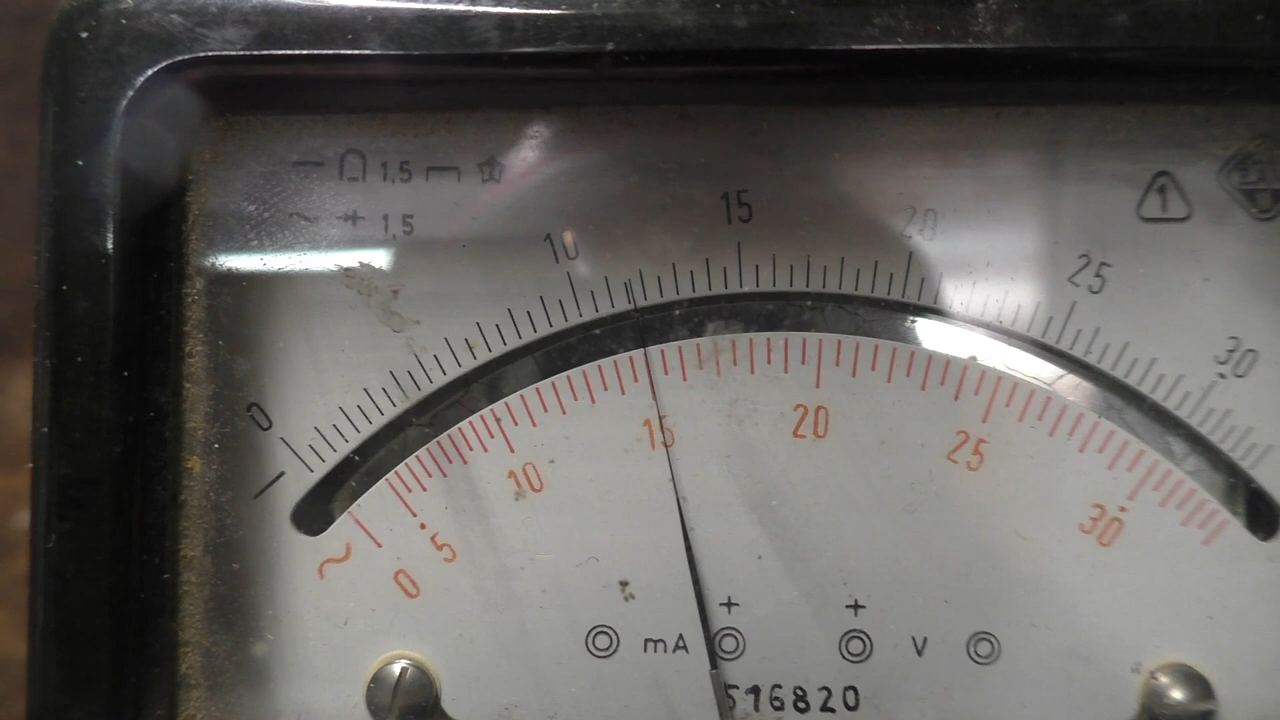 — 1,5
~ + 1,5
1
0 10 15 20 25 30
—
~ 0 5 10 15 20 25 30
+ +
mA V
516820